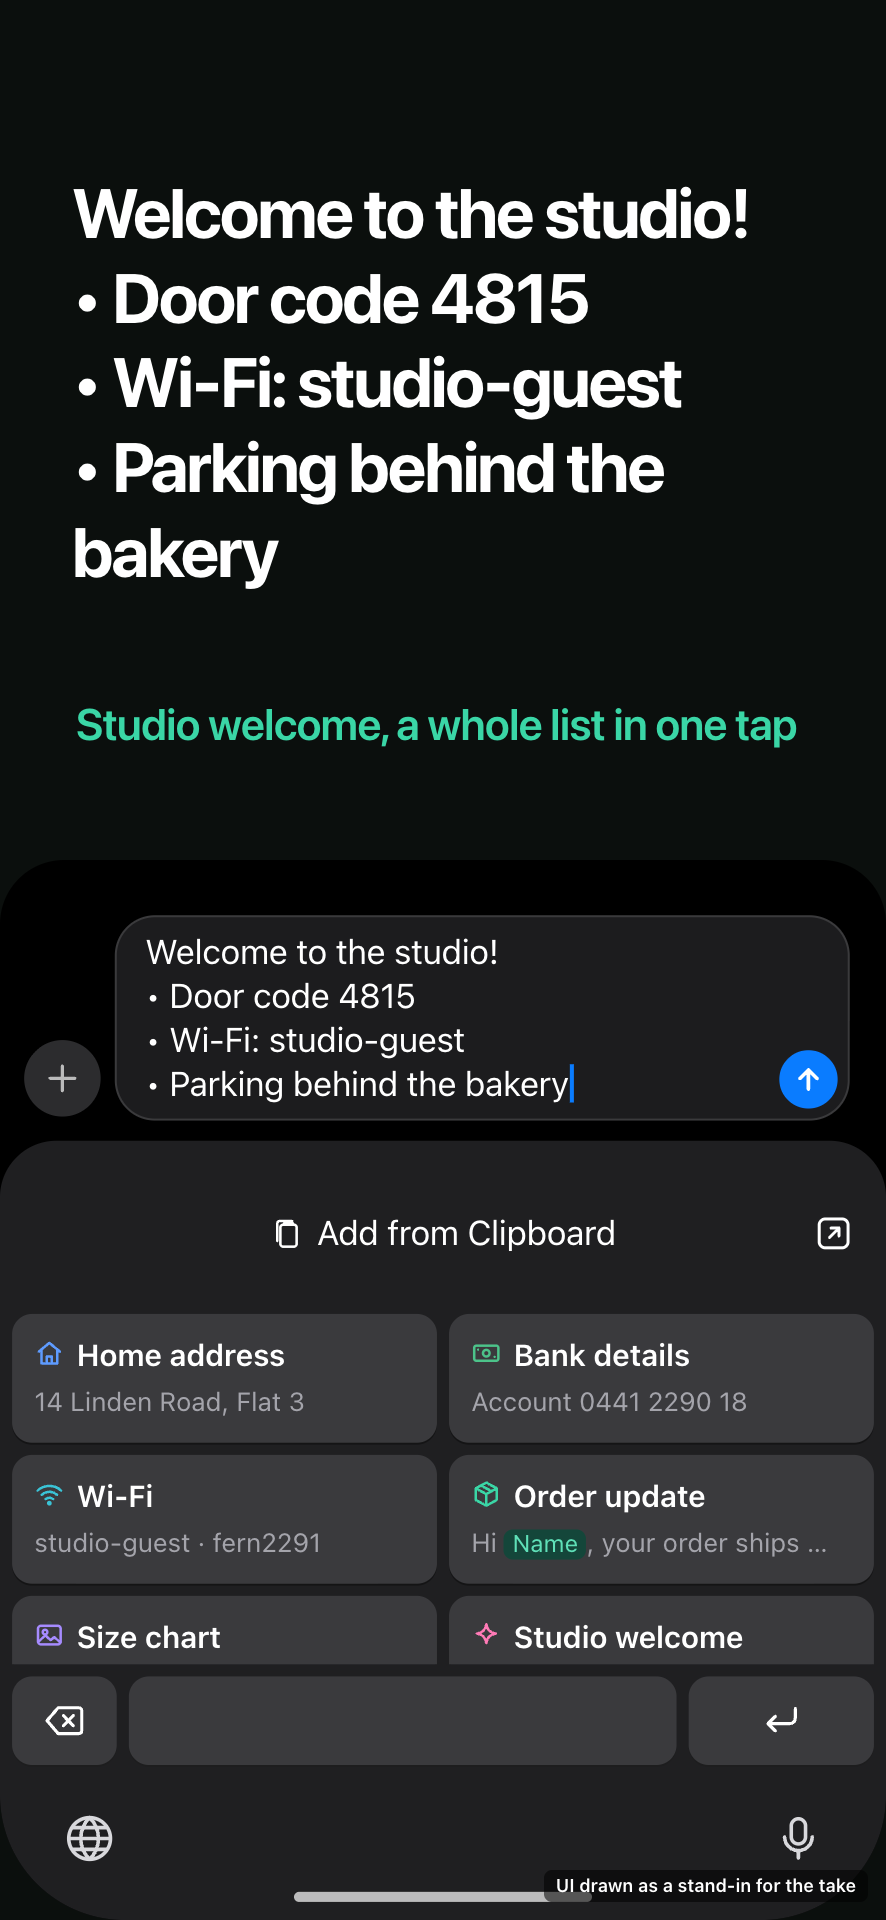 Welcome to the studio!
• Door code 4815
• Wi-Fi: studio-guest
• Parking behind the
bakery
Studio welcome, a whole list in one tap
Welcome to the studio!
• Door code 4815
• Wi-Fi: studio-guest
• Parking behind the bakery
Add from Clipboard
Home address
14 Linden Road, Flat 3
Bank details
Account 0441 2290 18
Wi-Fi
studio-guest · fern2291
Order update
Hi Name, your order ships ...
Size chart
Studio welcome
UI drawn as a stand-in for the take